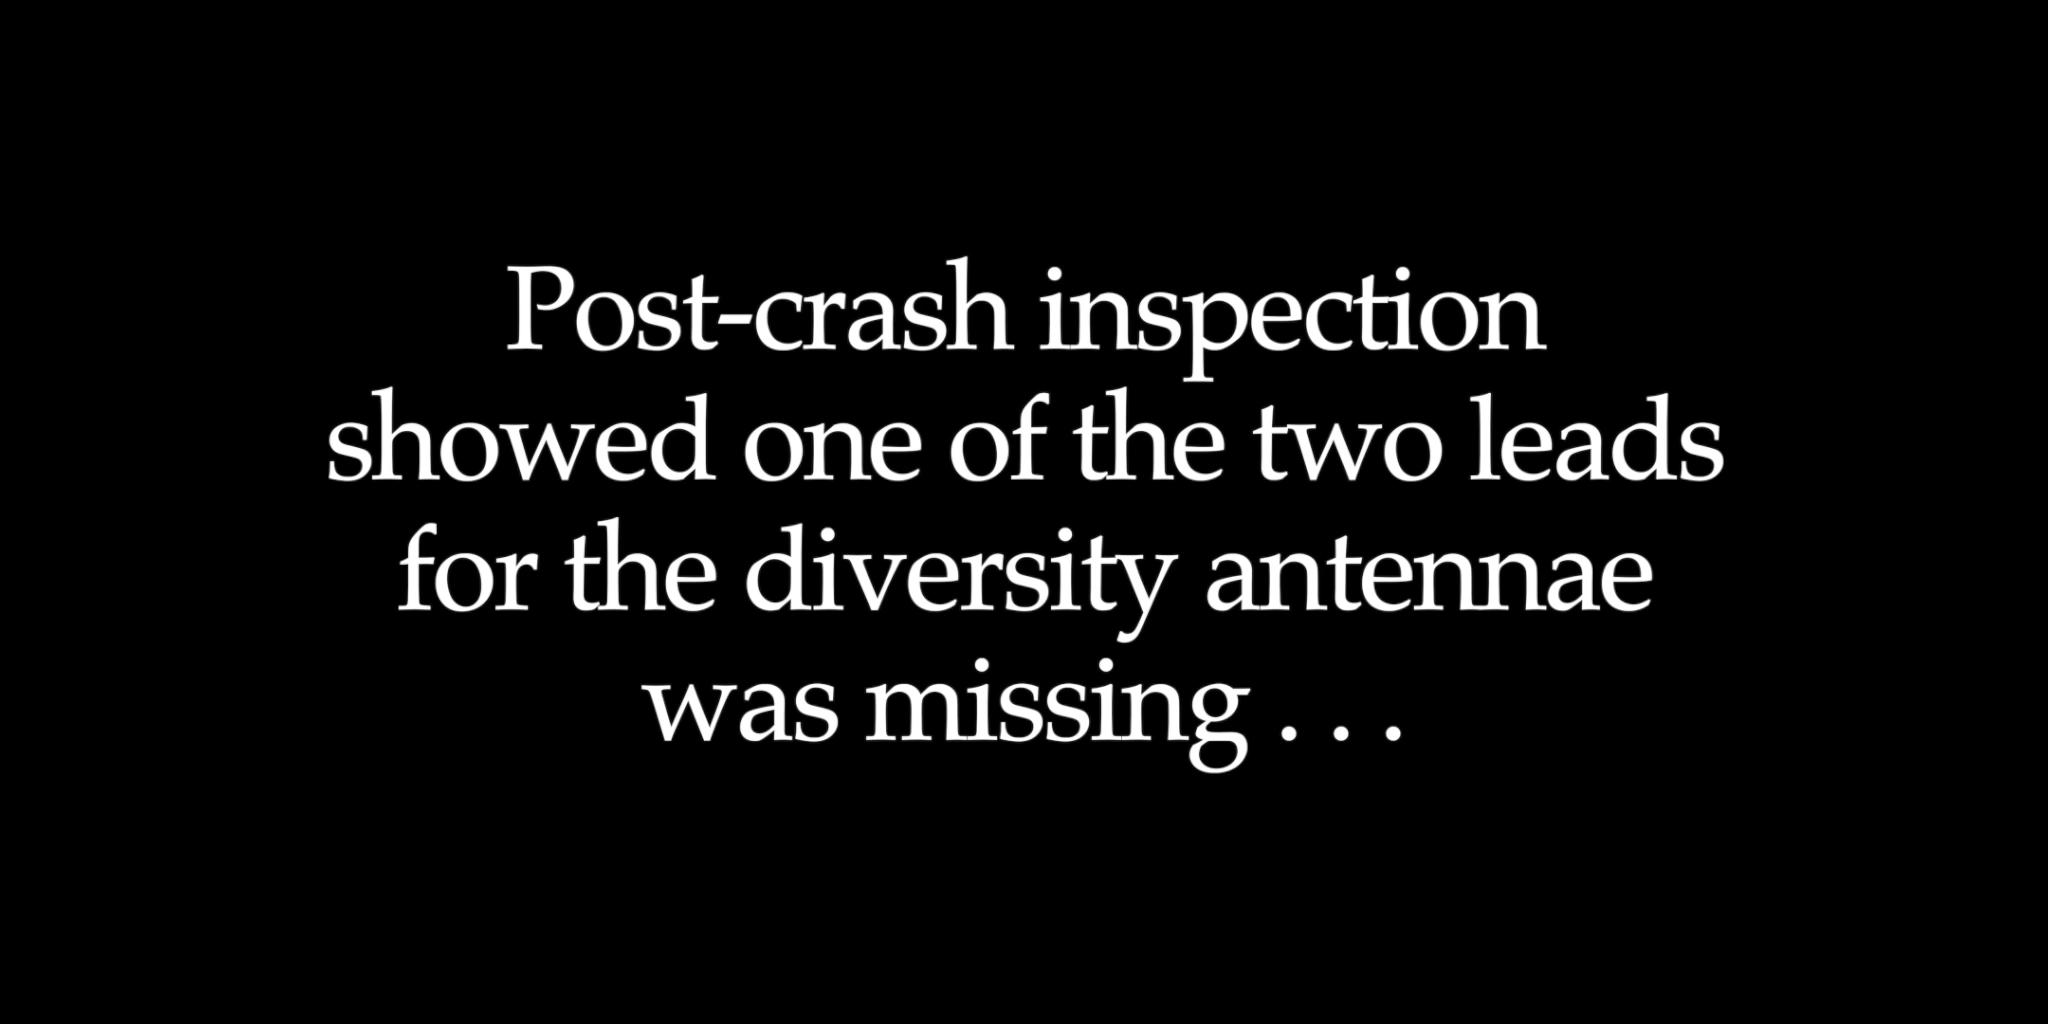 Post-crash inspection
showed one of the two leads
for the diversity antennae
was missing . . .